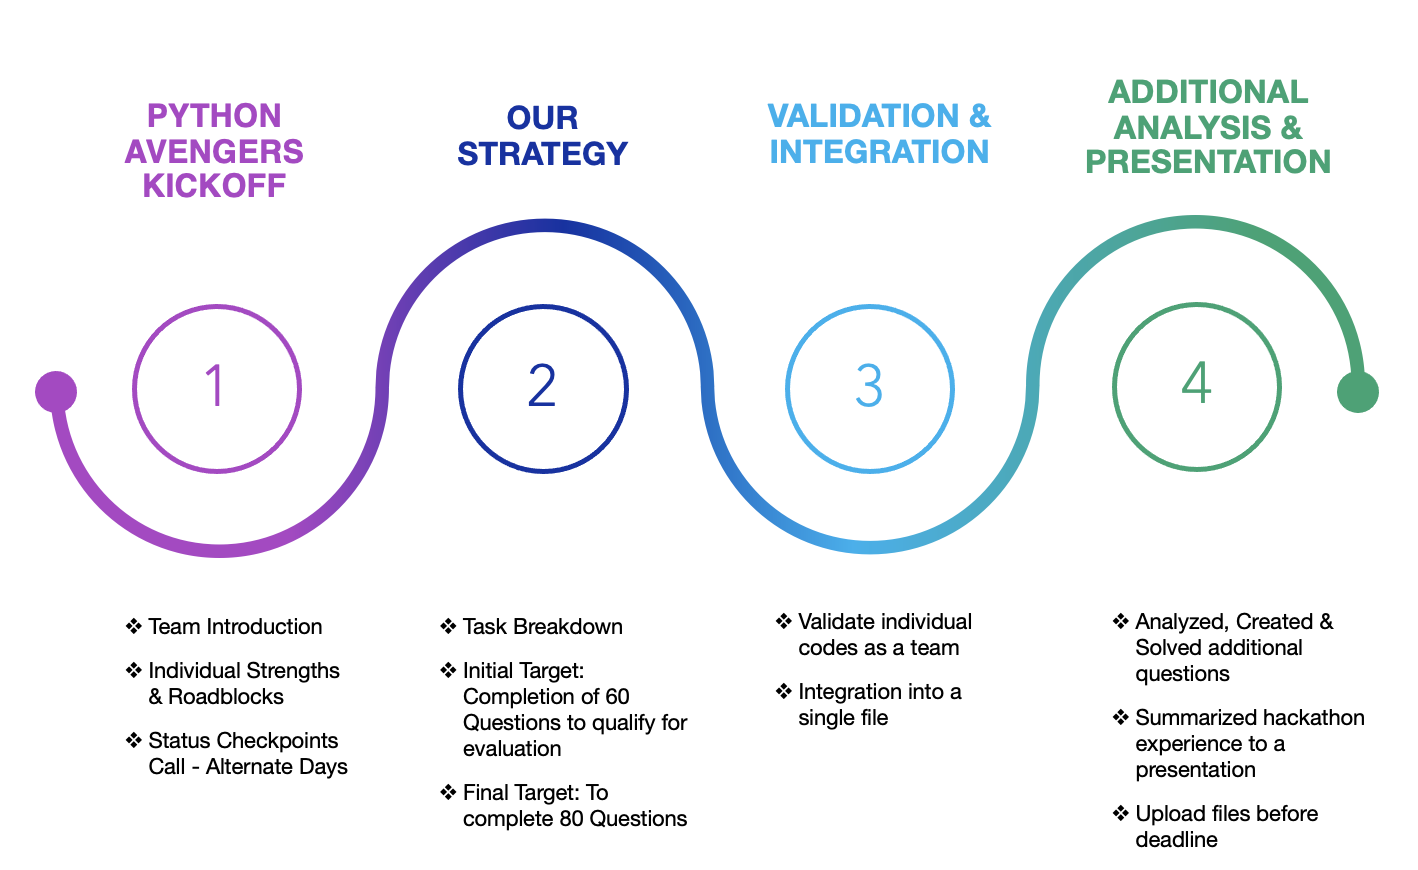 PYTHON
AVENGERS
KICKOFF
OUR
STRATEGY
VALIDATION &
INTEGRATION
ADDITIONAL
ANALYSIS &
PRESENTATION
1
2
3
4
❖ Team Introduction
❖ Individual Strengths
& Roadblocks
❖ Status Checkpoints
Call - Alternate Days
❖ Task Breakdown
❖ Initial Target:
Completion of 60
Questions to qualify for
evaluation
❖ Final Target: To
complete 80 Questions
❖ Validate individual
codes as a team
❖ Integration into a
single file
❖ Analyzed, Created &
Solved additional
questions
❖ Summarized hackathon
experience to a
presentation
❖ Upload files before
deadline